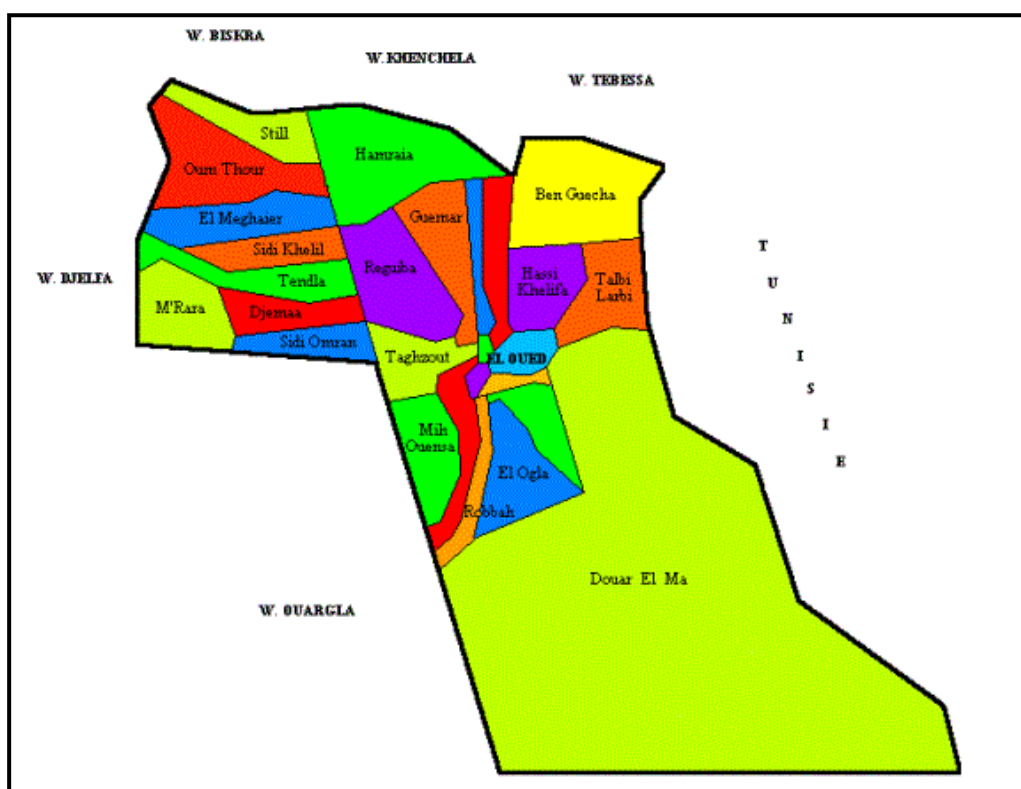 W. BISKRA
W. KHENCHELA
W. TEBESSA
Still
Hamraia
Oum Thour
Ben Guecha
El Meghaier
Guemar
Sidi Khelil
Reguiba
Hassi
Khelifa
Talbi
Larbi
W. DJELFA
Tendla
M'Rara
Djemaa
Sidi Omran
Taghzout
EL OUED
Mih
Ouensa
El Ogla
Robbah
Douar El Ma
W. OUARGLA
T
U
N
I
S
I
E